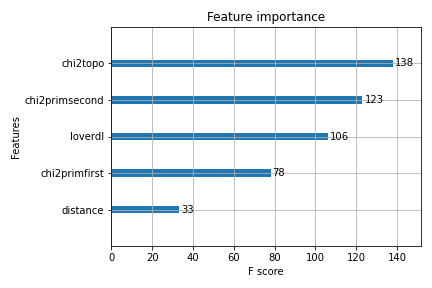 Feature importance
Features
chi2topo 138
chi2primsecond 123
loverdl 106
chi2primfirst 78
distance 33
0 20 40 60 80 100 120 140
F score